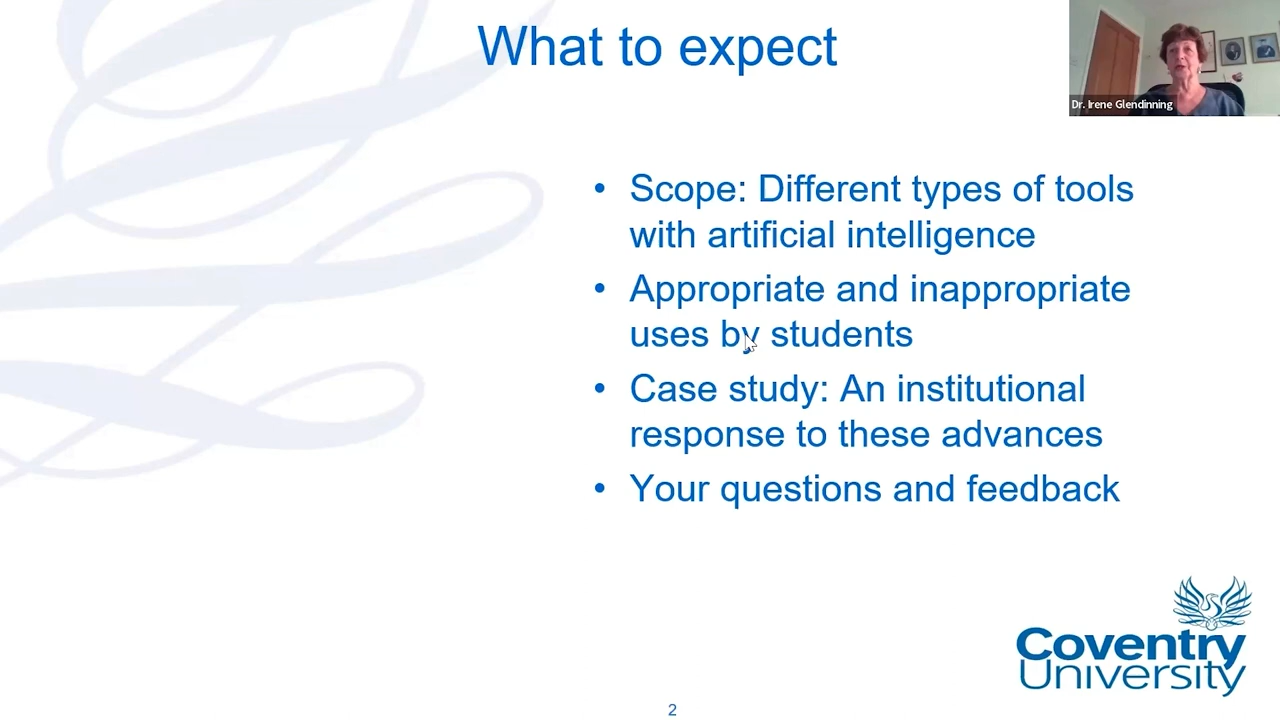 What to expect
Dr. Irene Glendinning
• Scope: Different types of tools
with artificial intelligence
• Appropriate and inappropriate
uses by students
• Case study: An institutional
response to these advances
• Your questions and feedback
Coventry
University
2